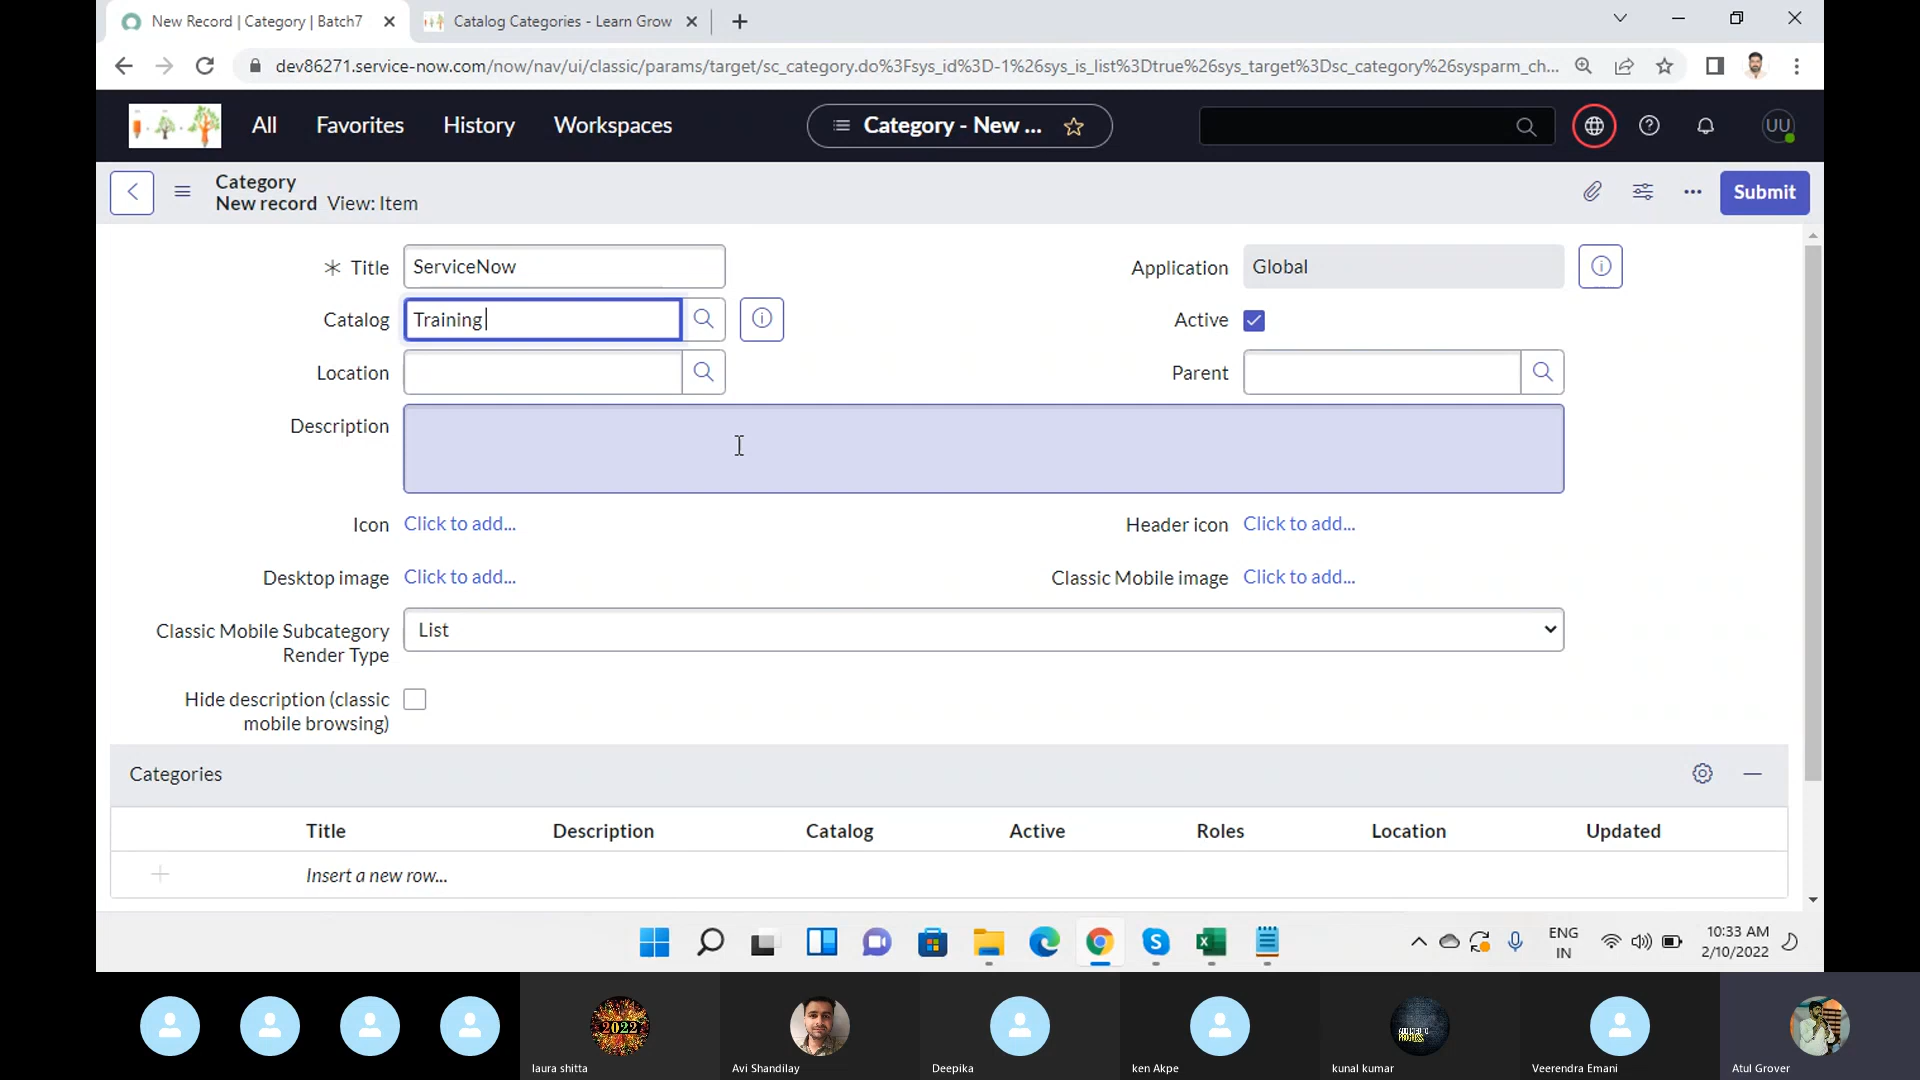 New Record | Category | Batch7
Catalog Categories - Learn Grow
dev86271.service-now.com/now/nav/ui/classic/params/target/sc_category.do%3Fsys_id%3D-1%26sys_is_list%3Dtrue%26sys_target%3Dsc_category%26sysparm_ch...
All
Favorites
History
Workspaces
Category - New ...
UU
Category
New record View: Item
Submit
Title
ServiceNow
Application
Global
Catalog
Training
Active
Location
Parent
Description
Icon
Click to add...
Header icon
Click to add...
Desktop image
Click to add...
Classic Mobile image
Click to add...
Classic Mobile Subcategory
Render Type
List
Hide description (classic
mobile browsing)
Categories
Title
Description
Catalog
Active
Roles
Location
Updated
Insert a new row...
ENG
IN
10:33 AM
2/10/2022
2022
laura shitta
Avi Shandilay
Deepika
ken Akpe
kunal kumar
Veerendra Emani
Atul Grover